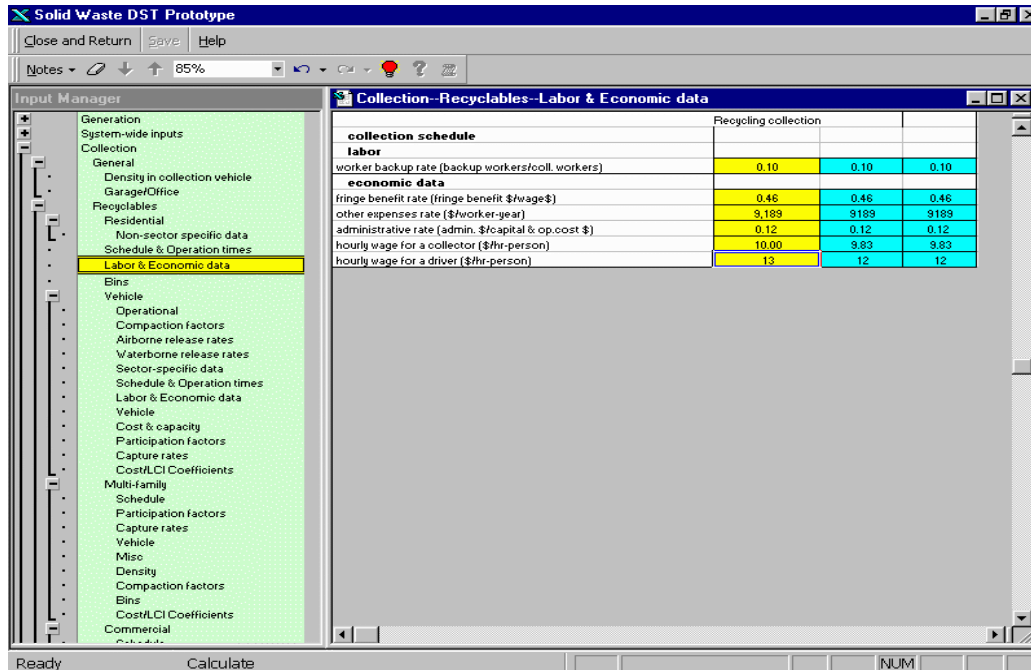 Solid Waste DST Prototype
Close and Return Save Help
Notes 85%
Input Manager
Generation
System-wide inputs
Collection
General
Density in collection vehicle
Garage/Office
Recyclables
Residential
Non-sector specific data
Schedule & Operation times
Labor & Economic data
Bins
Vehicle
Operational
Compaction factors
Airborne release rates
Waterborne release rates
Sector-specific data
Schedule & Operation times
Labor & Economic data
Vehicle
Cost & capacity
Participation factors
Capture rates
Cost/LCI Coefficients
Multi-family
Schedule
Participation factors
Capture rates
Vehicle
Misc
Density
Compaction factors
Bins
Cost/LCI Coefficients
Commercial
Collection--Recyclables--Labor & Economic data
Recycling collection
collection schedule
labor
worker backup rate (backup workers/coll. workers) 0.10 0.10 0.10
economic data
fringe benefit rate (fringe benefit $/wage$) 0.46 0.46 0.46
other expenses rate ($/worker-year) 9,189 9189 9189
administrative rate (admin. $/capital & op.cost $) 0.12 0.12 0.12
hourly wage for a collector ($/hr-person) 10.00 9.83 9.83
hourly wage for a driver ($/hr-person) 13 12 12
Ready Calculate NUM